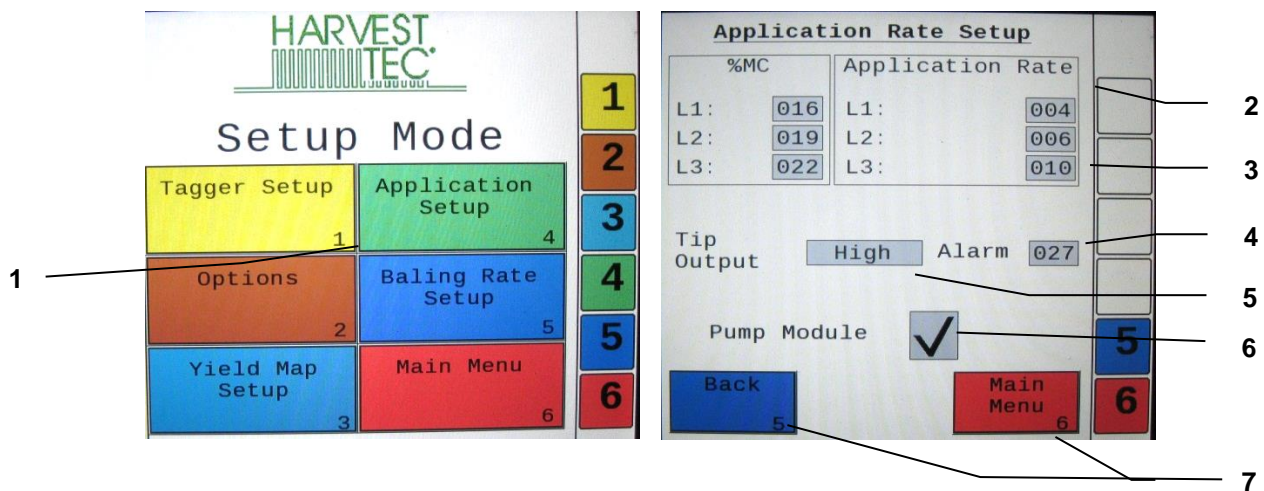 HARVEST
TEC
Setup Mode
Tagger Setup
1
Application
Setup
4
Options
2
Baling Rate
Setup
5
Yield Map
Setup
3
Main Menu
6
1
2
3
4
5
6
1
Application Rate Setup
%MC
Application Rate
L1: 016 L1: 004
L2: 019 L2: 006
L3: 022 L3: 010
Tip
Output
High
Alarm 027
Pump Module
Back
5
Main
Menu
6
5
6
2
3
4
5
6
7